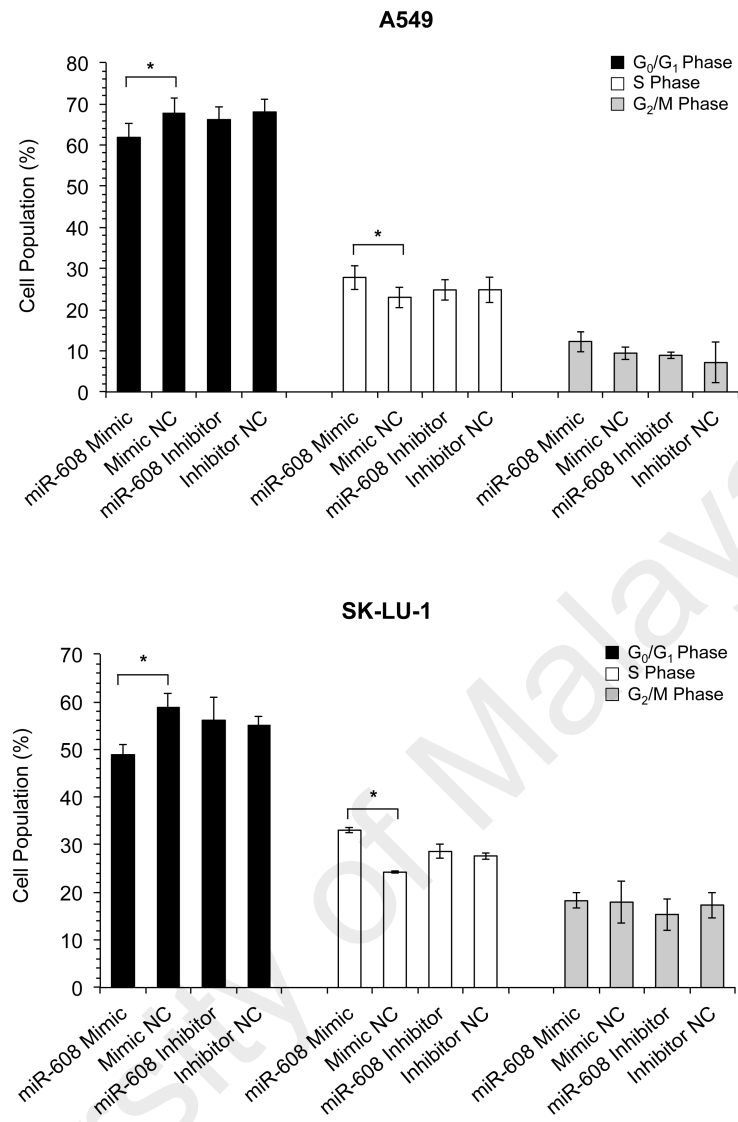 A549
G₀/G₁ Phase
S Phase
G₂/M Phase
Cell Population (%)
80
70
60
50
40
30
20
10
0
*
*
miR-608 Mimic
Mimic NC
miR-608 Inhibitor
Inhibitor NC
miR-608 Mimic
Mimic NC
miR-608 Inhibitor
Inhibitor NC
miR-608 Mimic
Mimic NC
miR-608 Inhibitor
Inhibitor NC
SK-LU-1
G₀/G₁ Phase
S Phase
G₂/M Phase
Cell Population (%)
70
60
50
40
30
20
10
0
*
*
miR-608 Mimic
Mimic NC
miR-608 Inhibitor
Inhibitor NC
miR-608 Mimic
Mimic NC
miR-608 Inhibitor
Inhibitor NC
miR-608 Mimic
Mimic NC
miR-608 Inhibitor
Inhibitor NC
ersity of Malaya